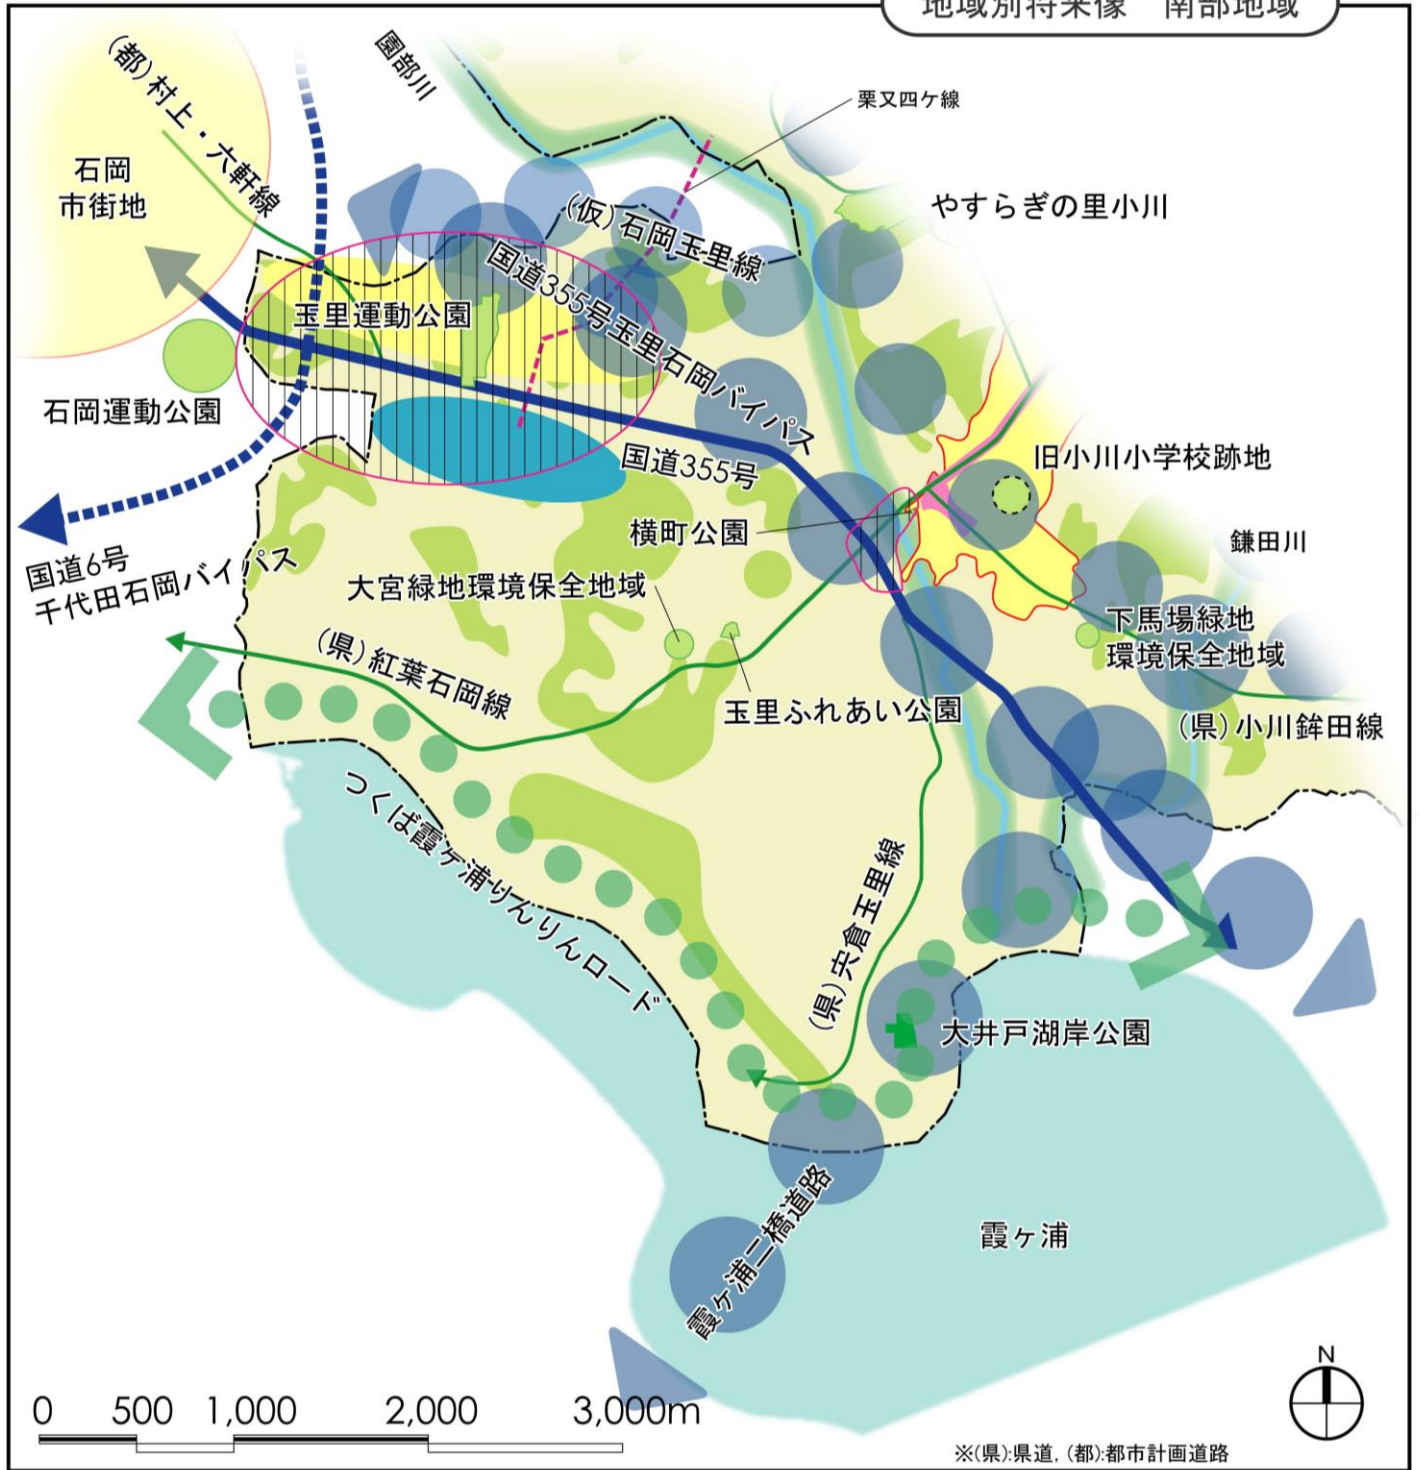 地域別将来像　南部地域
(都)村上・六軒線
園部川
栗又四ケ線
石岡
市街地
やすらぎの里小川
(仮)石岡玉里線
国道355号玉里石岡バイパス
玉里運動公園
石岡運動公園
国道355号
旧小川小学校跡地
横町公園
鎌田川
国道6号
千代田石岡バイパス
大宮緑地環境保全地域
下馬場緑地
環境保全地域
(県)紅葉石岡線
玉里ふれあい公園
(県)小川鉾田線
つくば霞ヶ浦りんりんロード
(県)宍倉玉里線
大井戸湖岸公園
霞ヶ浦二橋道路
霞ヶ浦
N
0 500 1,000 2,000 3,000m
※(県):県道, (都):都市計画道路